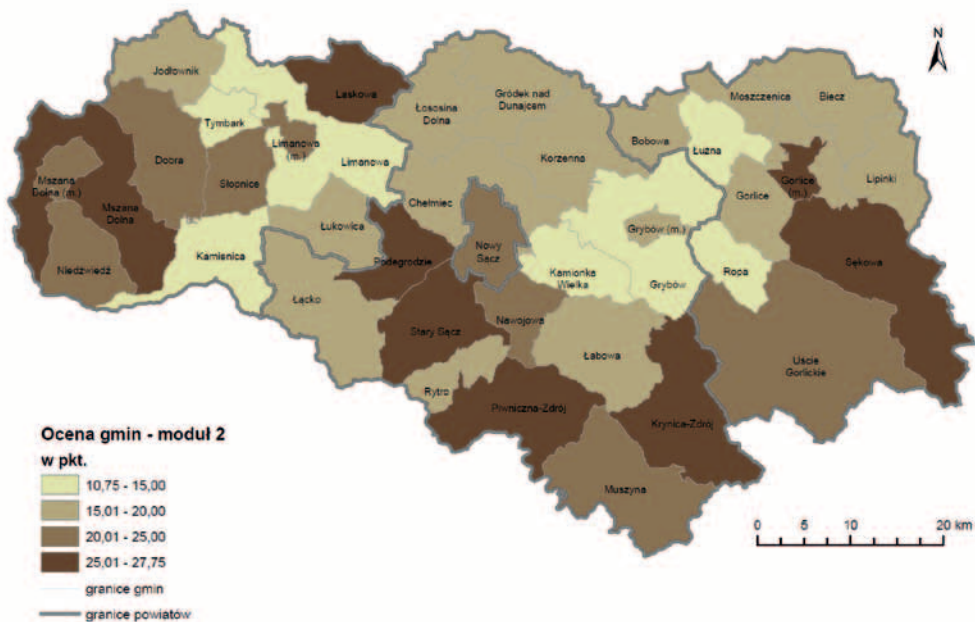 N
Jodłownik
Laskowa
Łososina
Dolna
Gródek nad
Dunajcem
Moszczenica
Biecz
Tymbark
Limanowa
(m.)
Limanowa
Bobowa
Łużna
Dobra
Korzenna
Mszana
Dolna (m.)
Słopnice
Gorlice
Gorlice
(m.)
Lipinki
Mszana
Dolna
Chełmiec
Łukowica
Grybów (m.)
Niedźwiedź
Kamienica
Podegrodzie
Nowy
Sącz
Kamionka
Wielka
Grybów
Ropa
Sękowa
Łącko
Stary Sącz
Nawojowa
Łabowa
Uście
Gorlickie
Rytro
Piwniczna-Zdrój
Krynica-Zdrój
Muszyna
Ocena gmin - moduł 2
w pkt.
10,75 - 15,00
15,01 - 20,00
20,01 - 25,00
25,01 - 27,75
granice gmin
granice powiatów
0 5 10 20 km